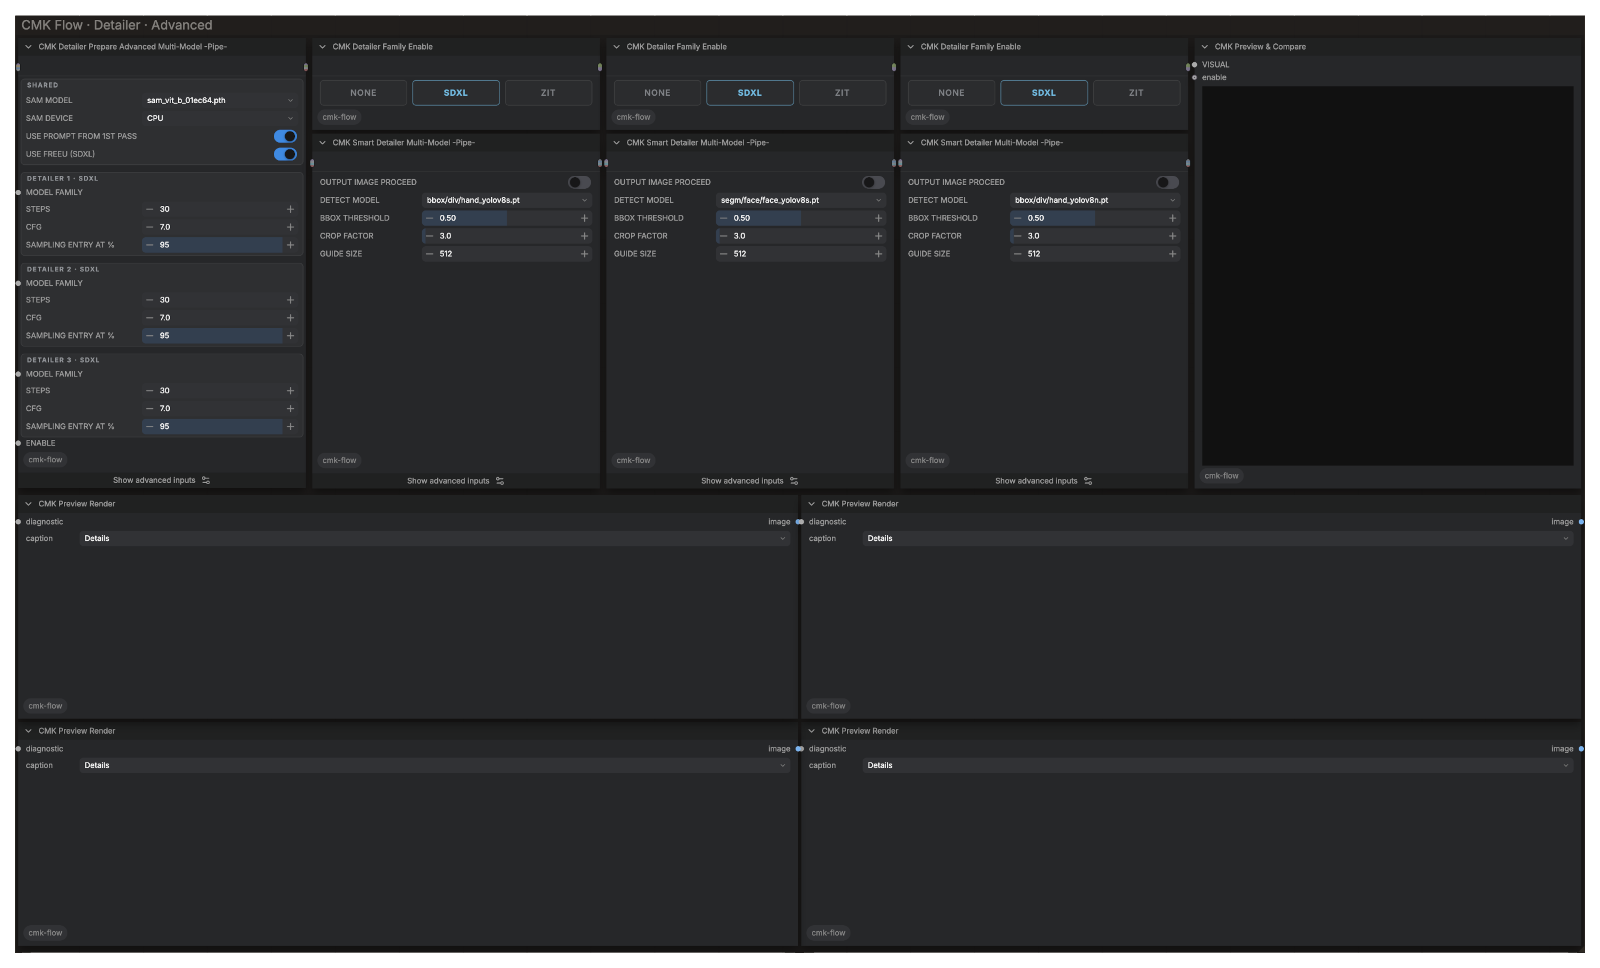 CMK Flow · Detailer · Advanced
CMK Detailer Prepare Advanced Multi-Model -Pipe-
SHARED
SAM MODEL sam_vit_b_01ec64.pth
SAM DEVICE CPU
USE PROMPT FROM 1ST PASS
USE FREEU (SDXL)
DETAILER 1 · SDXL
MODEL FAMILY
STEPS — 30 +
CFG — 7.0 +
SAMPLING ENTRY AT % — 95 +
DETAILER 2 · SDXL
MODEL FAMILY
STEPS — 30 +
CFG — 7.0 +
SAMPLING ENTRY AT % — 95 +
DETAILER 3 · SDXL
MODEL FAMILY
STEPS — 30 +
CFG — 7.0 +
SAMPLING ENTRY AT % — 95 +
ENABLE
cmk-flow
Show advanced inputs
CMK Detailer Family Enable
NONE SDXL ZIT
cmk-flow
CMK Smart Detailer Multi-Model -Pipe-
OUTPUT IMAGE PROCEED
DETECT MODEL bbox/div/hand_yolov8s.pt
BBOX THRESHOLD — 0.50 +
CROP FACTOR — 3.0 +
GUIDE SIZE — 512 +
cmk-flow
Show advanced inputs
CMK Detailer Family Enable
NONE SDXL ZIT
cmk-flow
CMK Smart Detailer Multi-Model -Pipe-
OUTPUT IMAGE PROCEED
DETECT MODEL segm/face/face_yolov8s.pt
BBOX THRESHOLD — 0.50 +
CROP FACTOR — 3.0 +
GUIDE SIZE — 512 +
cmk-flow
Show advanced inputs
CMK Detailer Family Enable
NONE SDXL ZIT
cmk-flow
CMK Smart Detailer Multi-Model -Pipe-
OUTPUT IMAGE PROCEED
DETECT MODEL bbox/div/hand_yolov8n.pt
BBOX THRESHOLD — 0.50 +
CROP FACTOR — 3.0 +
GUIDE SIZE — 512 +
cmk-flow
Show advanced inputs
CMK Preview & Compare
VISUAL
enable
cmk-flow
CMK Preview Render
diagnostic image
caption Details
cmk-flow
CMK Preview Render
diagnostic image
caption Details
cmk-flow
CMK Preview Render
diagnostic image
caption Details
cmk-flow
CMK Preview Render
diagnostic image
caption Details
cmk-flow